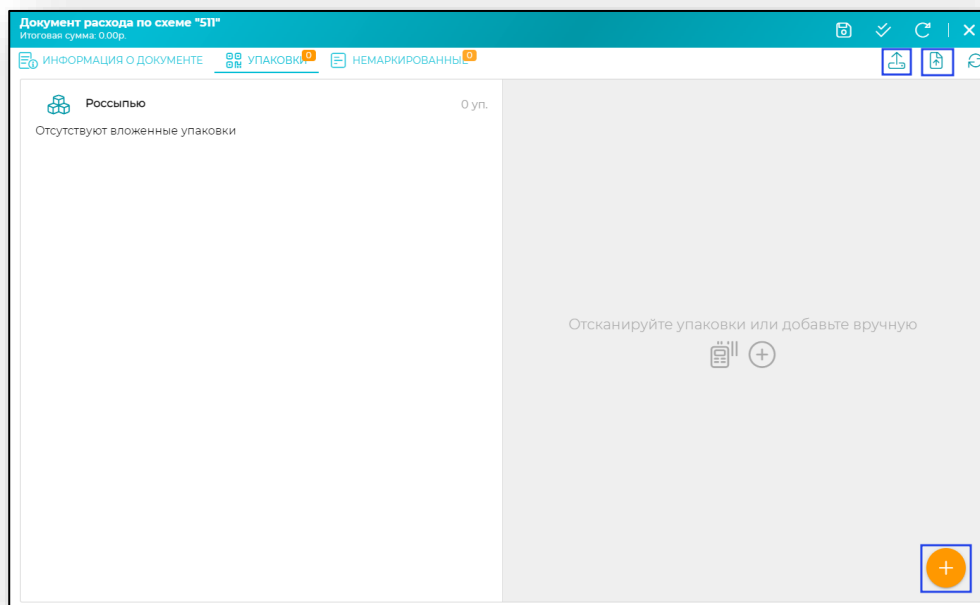 Документ расхода по схеме "511"
Итоговая сумма: 0.00р.
ИНФОРМАЦИЯ О ДОКУМЕНТЕ УПАКОВКИ 0 НЕМАРКИРОВАННЫЕ 0
Россыпью 0 уп.
Отсутствуют вложенные упаковки
Отсканируйте упаковки или добавьте вручную